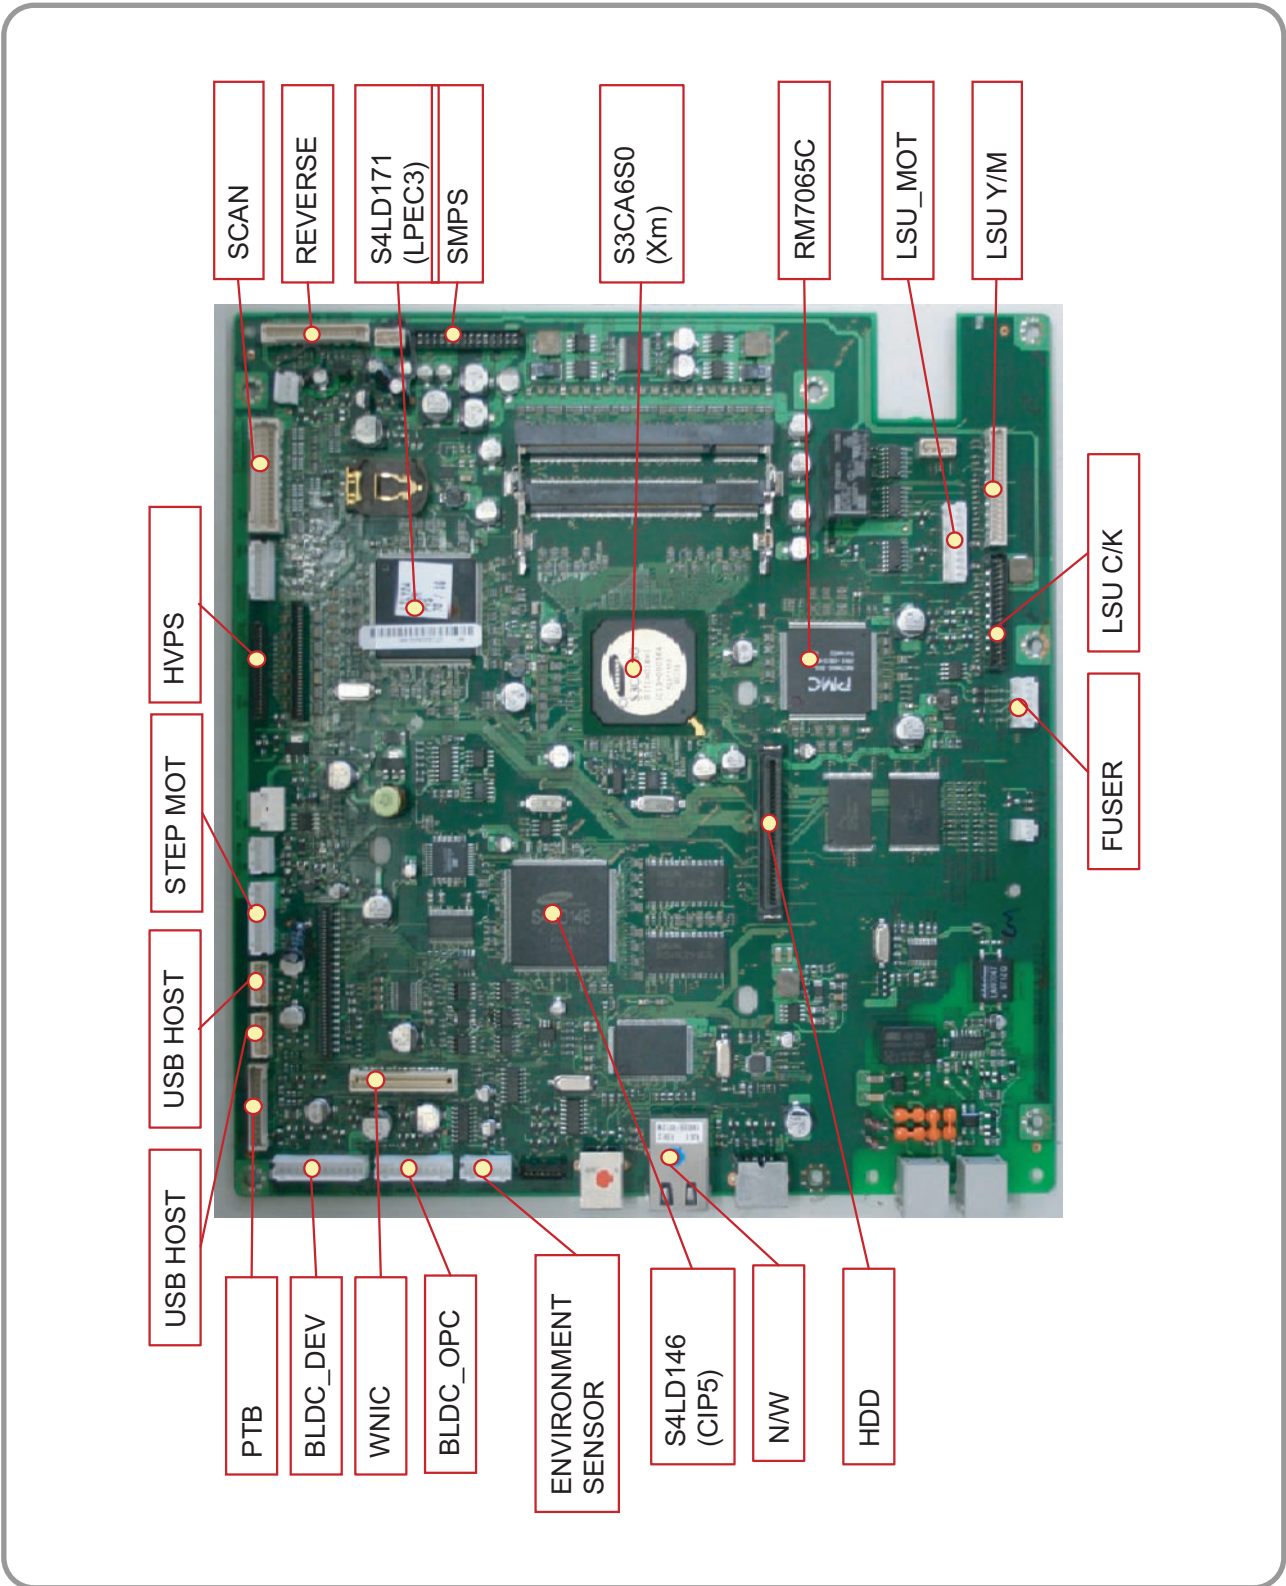 SCAN
REVERSE
S4LD171
(LPEC3)
SMPS
S3CA6S0
(Xm)
RM7065C
LSU_MOT
LSU Y/M
HVPS
STEP MOT
USB HOST
USB HOST
LSU C/K
FUSER
PTB
BLDC_DEV
WNIC
BLDC_OPC
ENVIRONMENT
SENSOR
S4LD146
(CIP5)
N/W
HDD
PMC